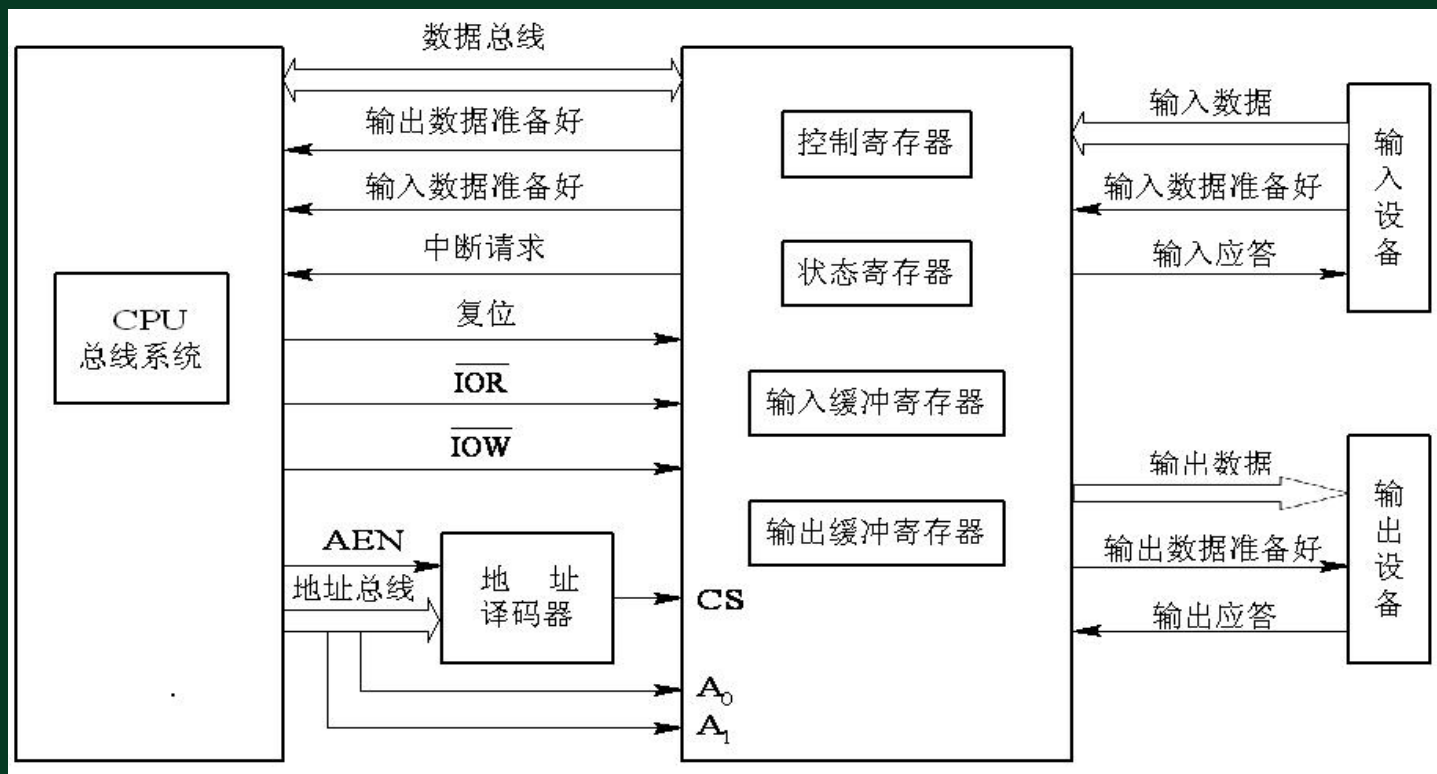 数据总线
输出数据准备好
输入数据准备好
中断请求
复位
IOR
IOW
AEN
地址总线
CPU
总线系统
地 址
译码器
CS
A0
A1
控制寄存器
状态寄存器
输入缓冲寄存器
输出缓冲寄存器
输入数据
输入数据准备好
输入应答
输入设备
输出数据
输出数据准备好
输出应答
输出设备